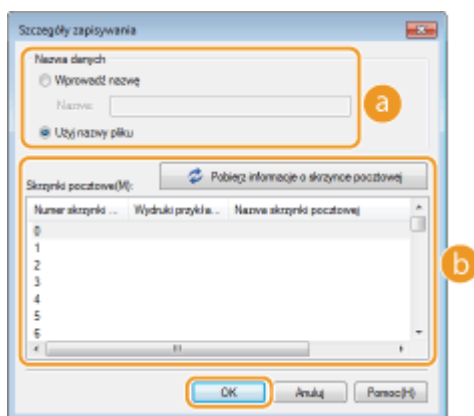 Szczegóły zapisywania
Nazwa danych
Wprowadź nazwę
Nazwa:
Użyj nazwy pliku
a
Skrzynki pocztowe(M):
Pobierz informacje o skrzynce pocztowej
Numer skrzynki ... Wydruki przykła... Nazwa skrzynki pocztowej
0
1
2
3
4
5
6
b
OK Anuluj Pomoc(H)